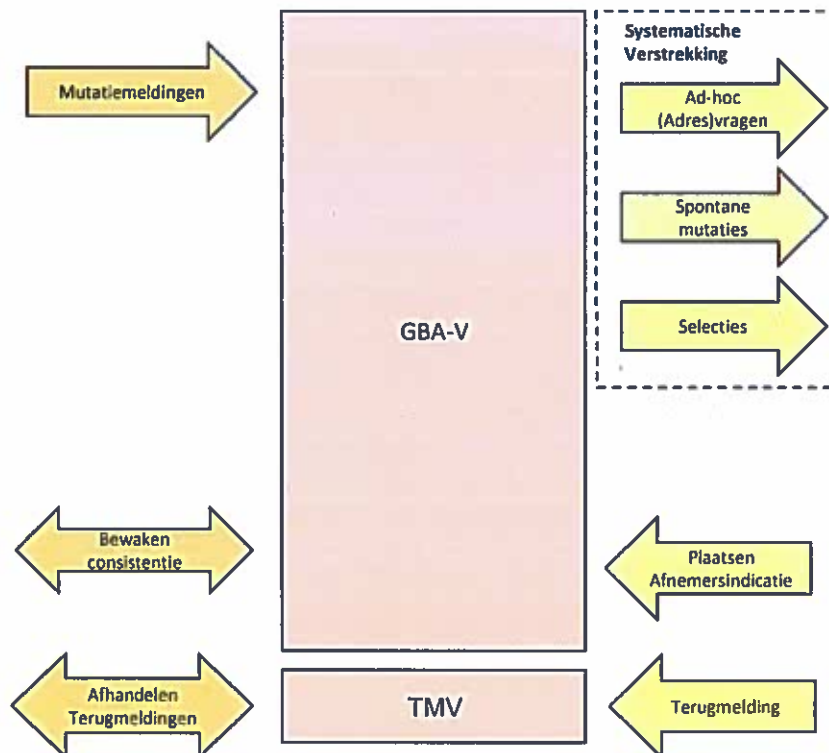 Systematische
Verstrekking
Mutatiemeldingen
Ad-hoc
(Adres)vragen
Spontane
mutaties
GBA-V
Selecties
Bewaken
consistentie
Plaatsen
Afnemersindicatie
Afhandelen
Terugmeldingen
TMV
Terugmelding